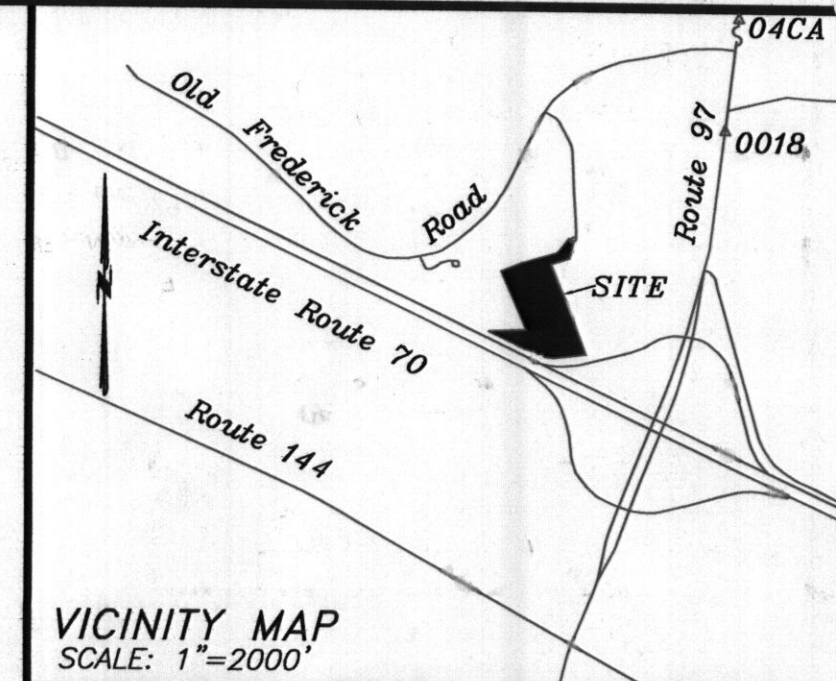 04CA
Old Frederick Road
Route 97
0018
Interstate Route 70
N
SITE
Route 144
VICINITY MAP
SCALE: 1"=2000'